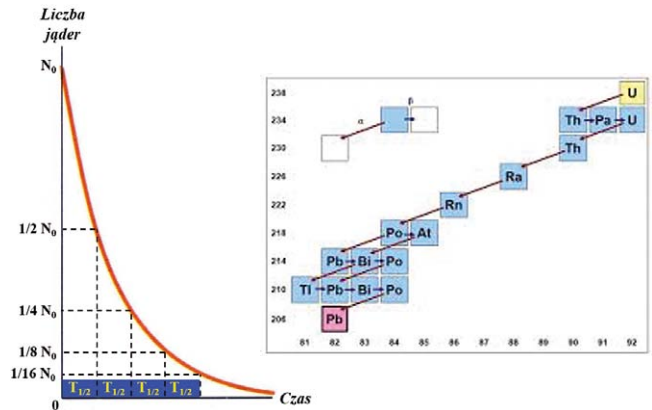 Liczba
jąder
N₀
1/2 N₀
1/4 N₀
1/8 N₀
1/16 N₀
T₁/₂ T₁/₂ T₁/₂ T₁/₂
0
Czas
238 U
α β
234 Th Pa U
230 Th
226 Ra
222 Rn
218 Po At
214 Pb Bi Po
210 Tl Pb Bi Po
206 Pb
81 82 83 84 85 86 87 88 89 90 91 92